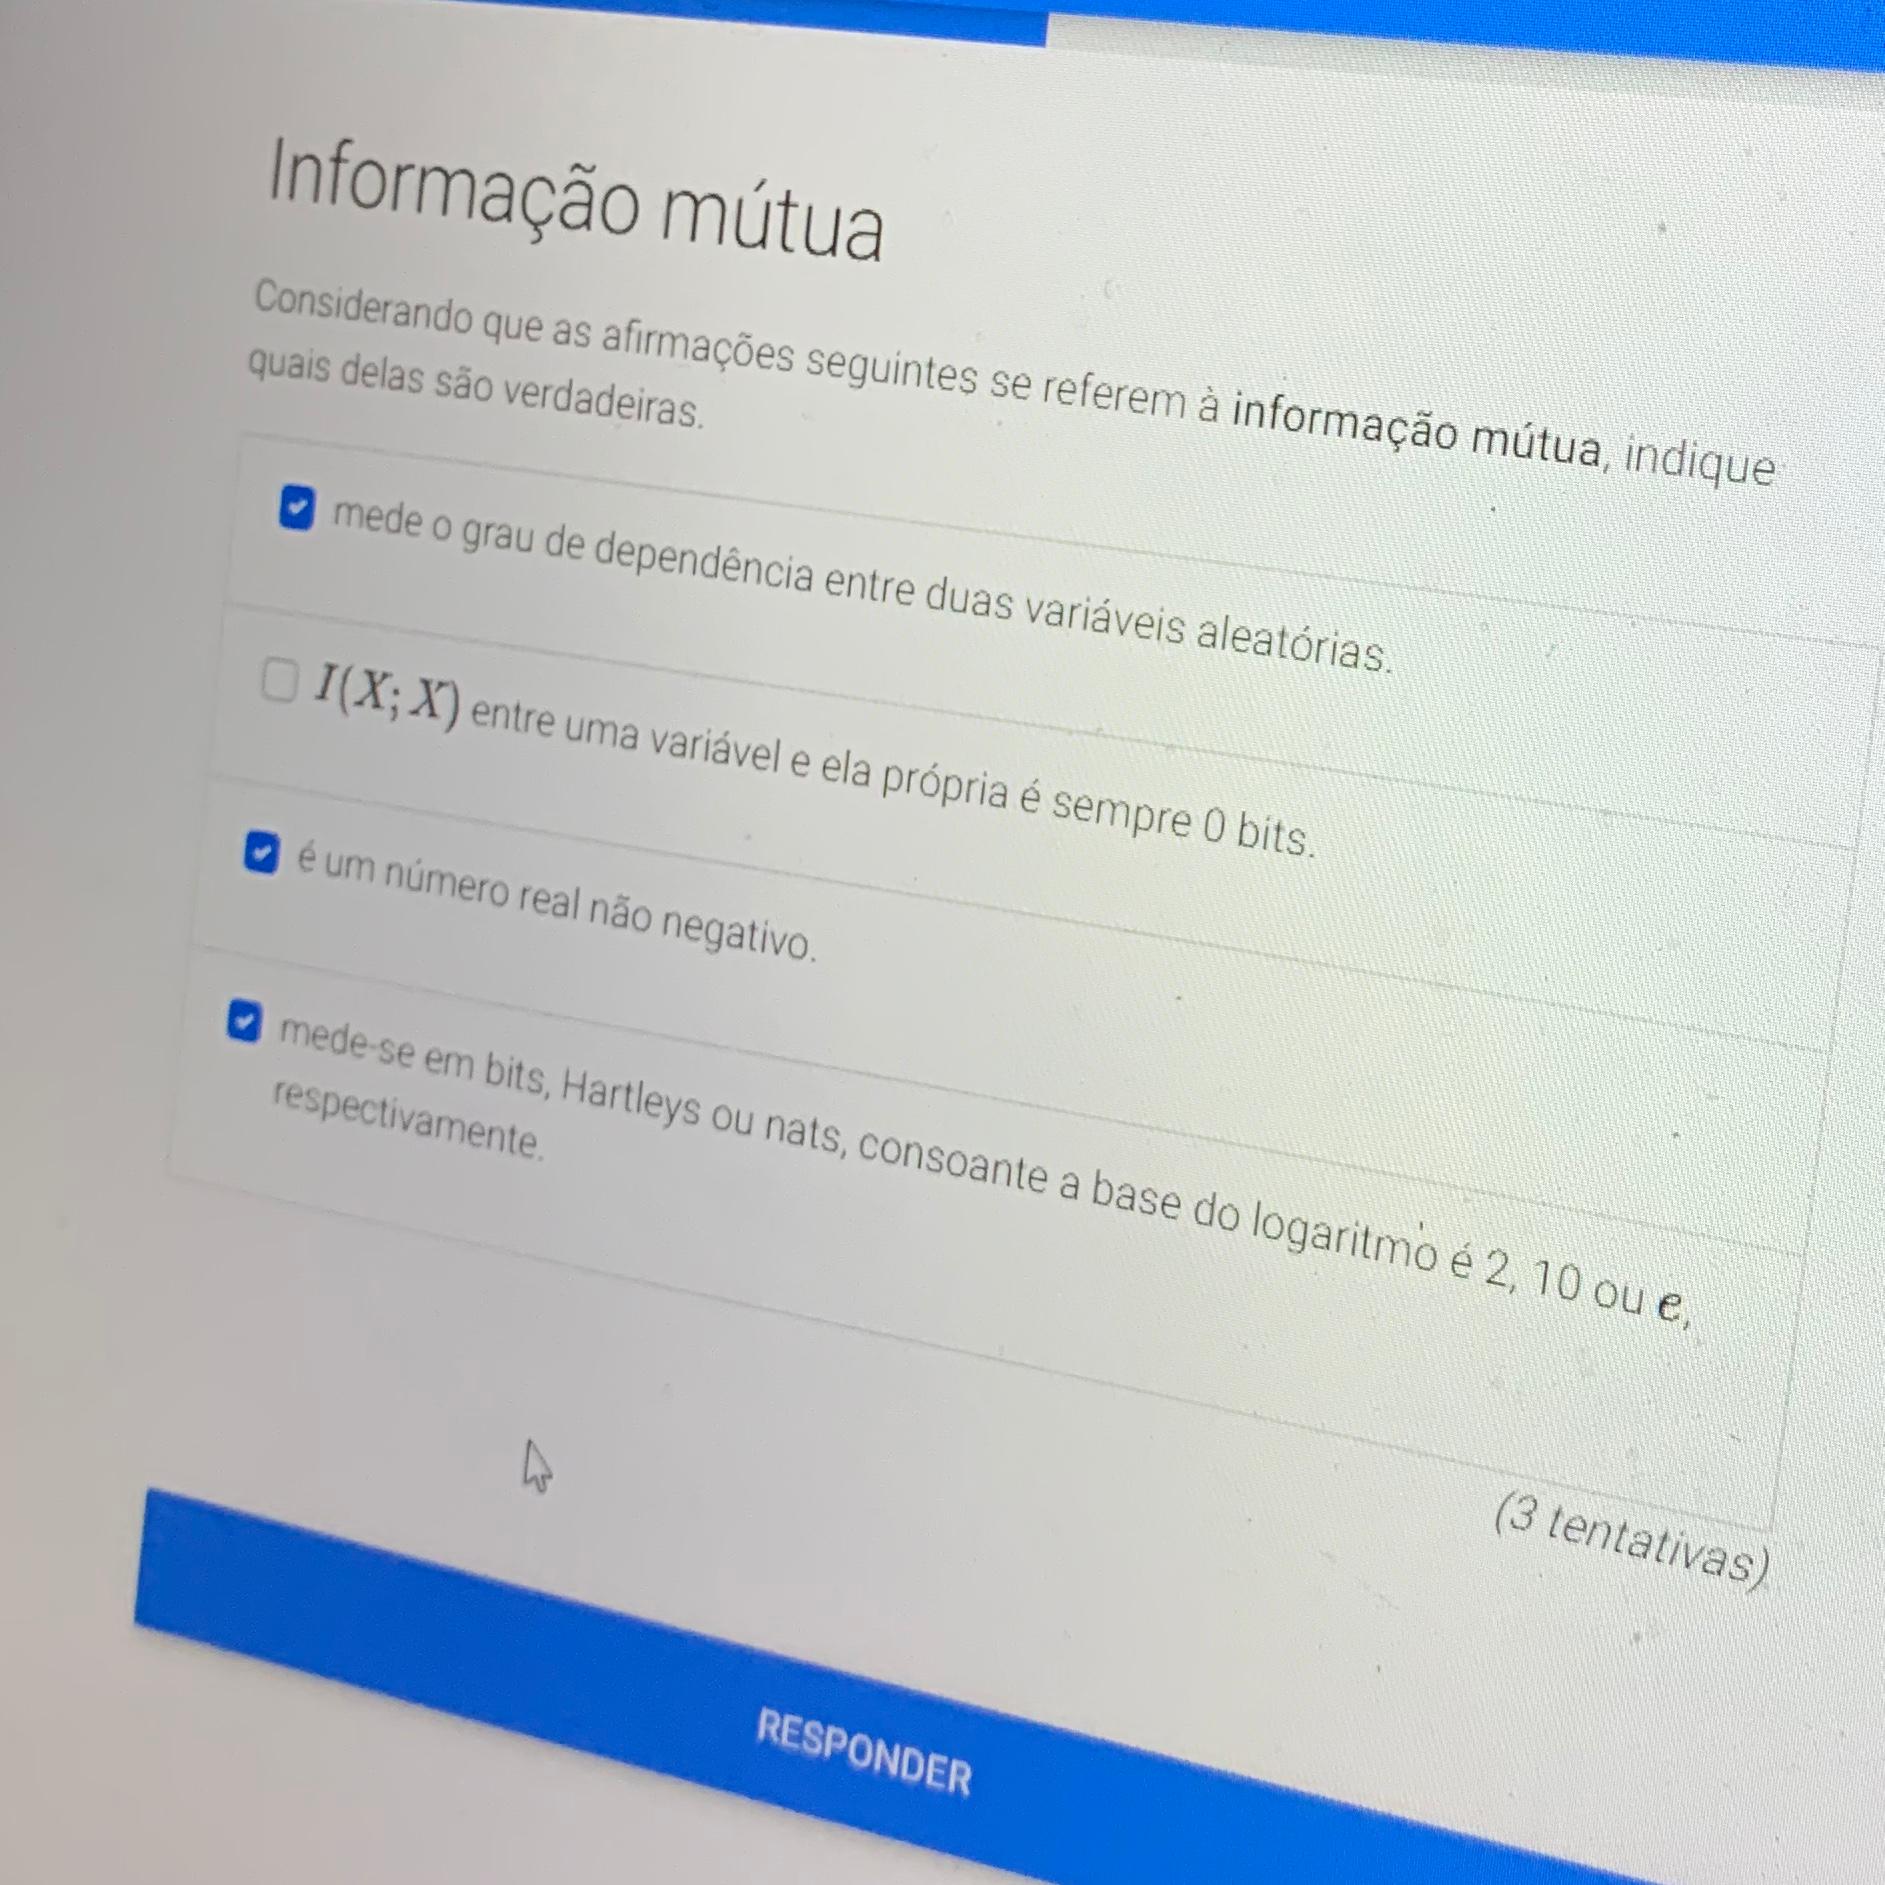 Informação mútua
Considerando que as afirmações seguintes se referem à informação mútua, indique
quais delas são verdadeiras.
mede o grau de dependência entre duas variáveis aleatórias.
I(X; X) entre uma variável e ela própria é sempre 0 bits.
é um número real não negativo.
mede-se em bits, Hartleys ou nats, consoante a base do logaritmo é 2, 10 ou e,
respectivamente.
(3 tentativas)
RESPONDER